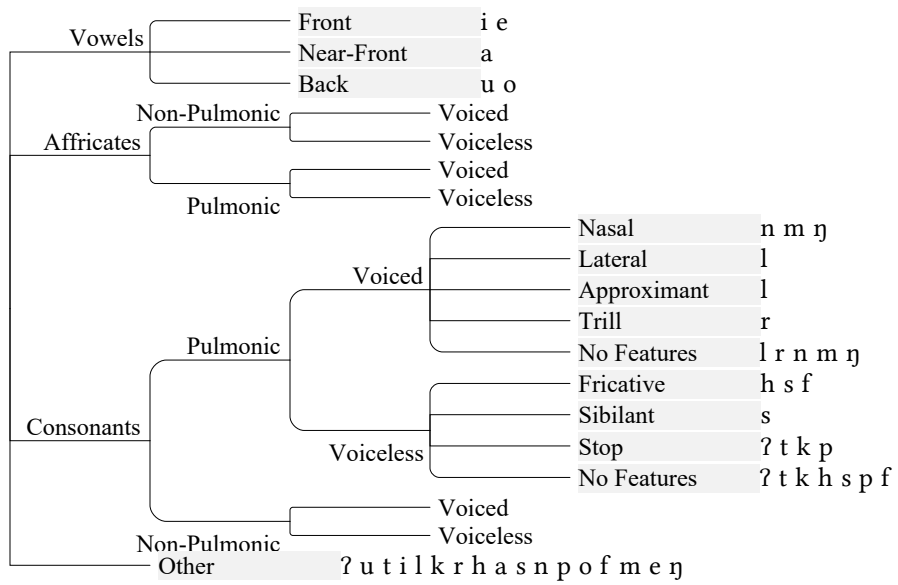 Front i e
Vowels
Near-Front a
Back u o
Non-Pulmonic
Voiced
Affricates
Voiceless
Voiced
Pulmonic
Voiceless
Nasal n m ŋ
Lateral l
Voiced
Approximant l
Trill r
Pulmonic
No Features l r n m ŋ
Fricative h s f
Consonants
Sibilant s
Voiceless
Stop ʔ t k p
No Features ʔ t k h s p f
Voiced
Voiceless
Non-Pulmonic
Other ʔ u t i l k r h a s n p o f m e ŋ